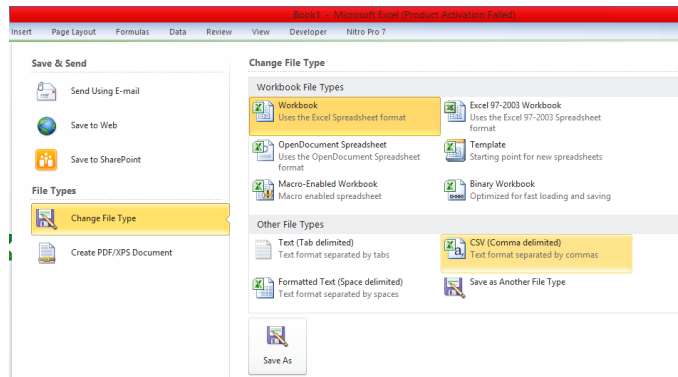 Book1 - Microsoft Excel (Product Activation Failed)
Insert Page Layout Formulas Data Review View Developer Nitro Pro 7
Save & Send
Send Using E-mail
Save to Web
Save to SharePoint
File Types
Change File Type
Create PDF/XPS Document
Change File Type
Workbook File Types
Workbook
Uses the Excel Spreadsheet format
Excel 97-2003 Workbook
Uses the Excel 97-2003 Spreadsheet
format
OpenDocument Spreadsheet
Uses the OpenDocument Spreadsheet
format
Template
Starting point for new spreadsheets
Macro-Enabled Workbook
Macro enabled spreadsheet
Binary Workbook
Optimized for fast loading and saving
Other File Types
Text (Tab delimited)
Text format separated by tabs
CSV (Comma delimited)
Text format separated by commas
Formatted Text (Space delimited)
Text format separated by spaces
Save as Another File Type
Save As